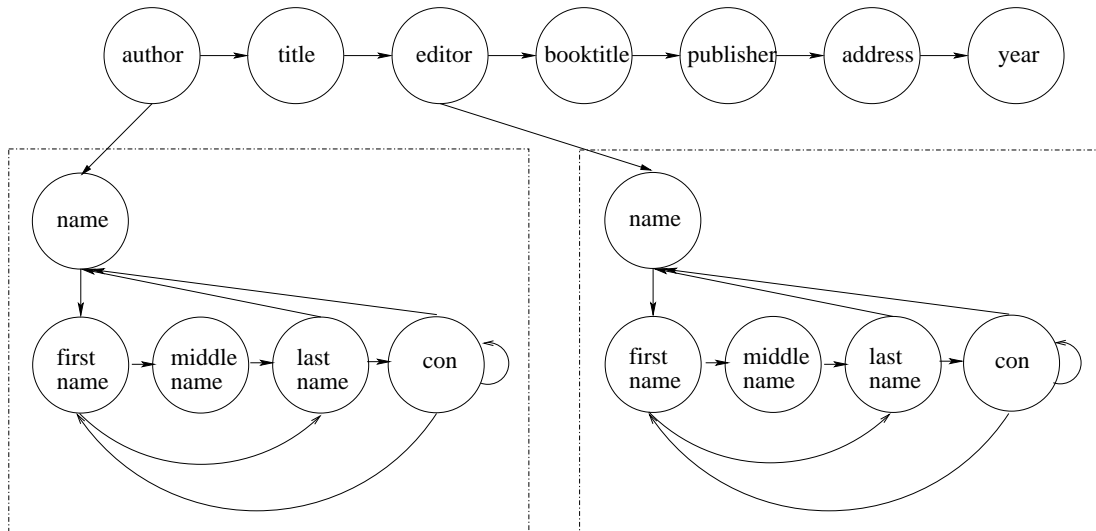 author title editor booktitle publisher address year
name name
first middle last con first middle last con
name name name name name name